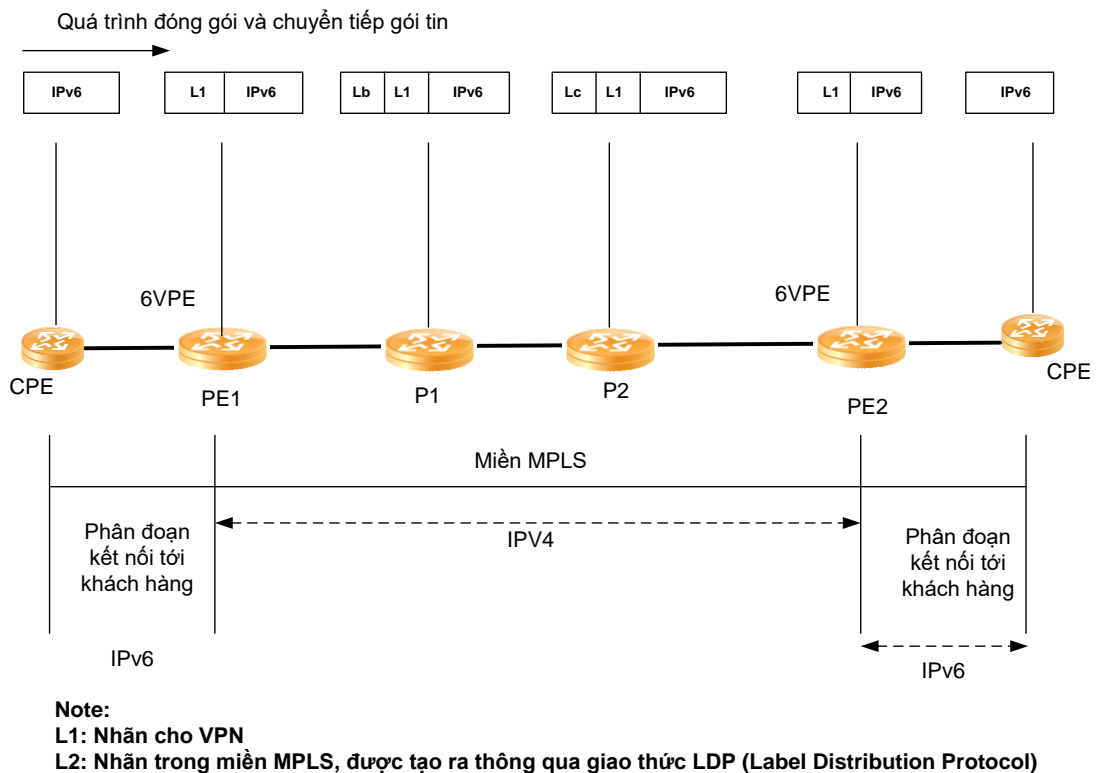 Quá trình đóng gói và chuyển tiếp gói tin
IPv6
L1 IPv6
Lb L1 IPv6
Lc L1 IPv6
L1 IPv6
IPv6
6VPE
6VPE
CPE
PE1
P1
P2
PE2
CPE
Miền MPLS
IPV4
Phân đoạn
kết nối tới
khách hàng
Phân đoạn
kết nối tới
khách hàng
IPv6
IPv6
Note:
L1: Nhãn cho VPN
L2: Nhãn trong miền MPLS, được tạo ra thông qua giao thức LDP (Label Distribution Protocol)